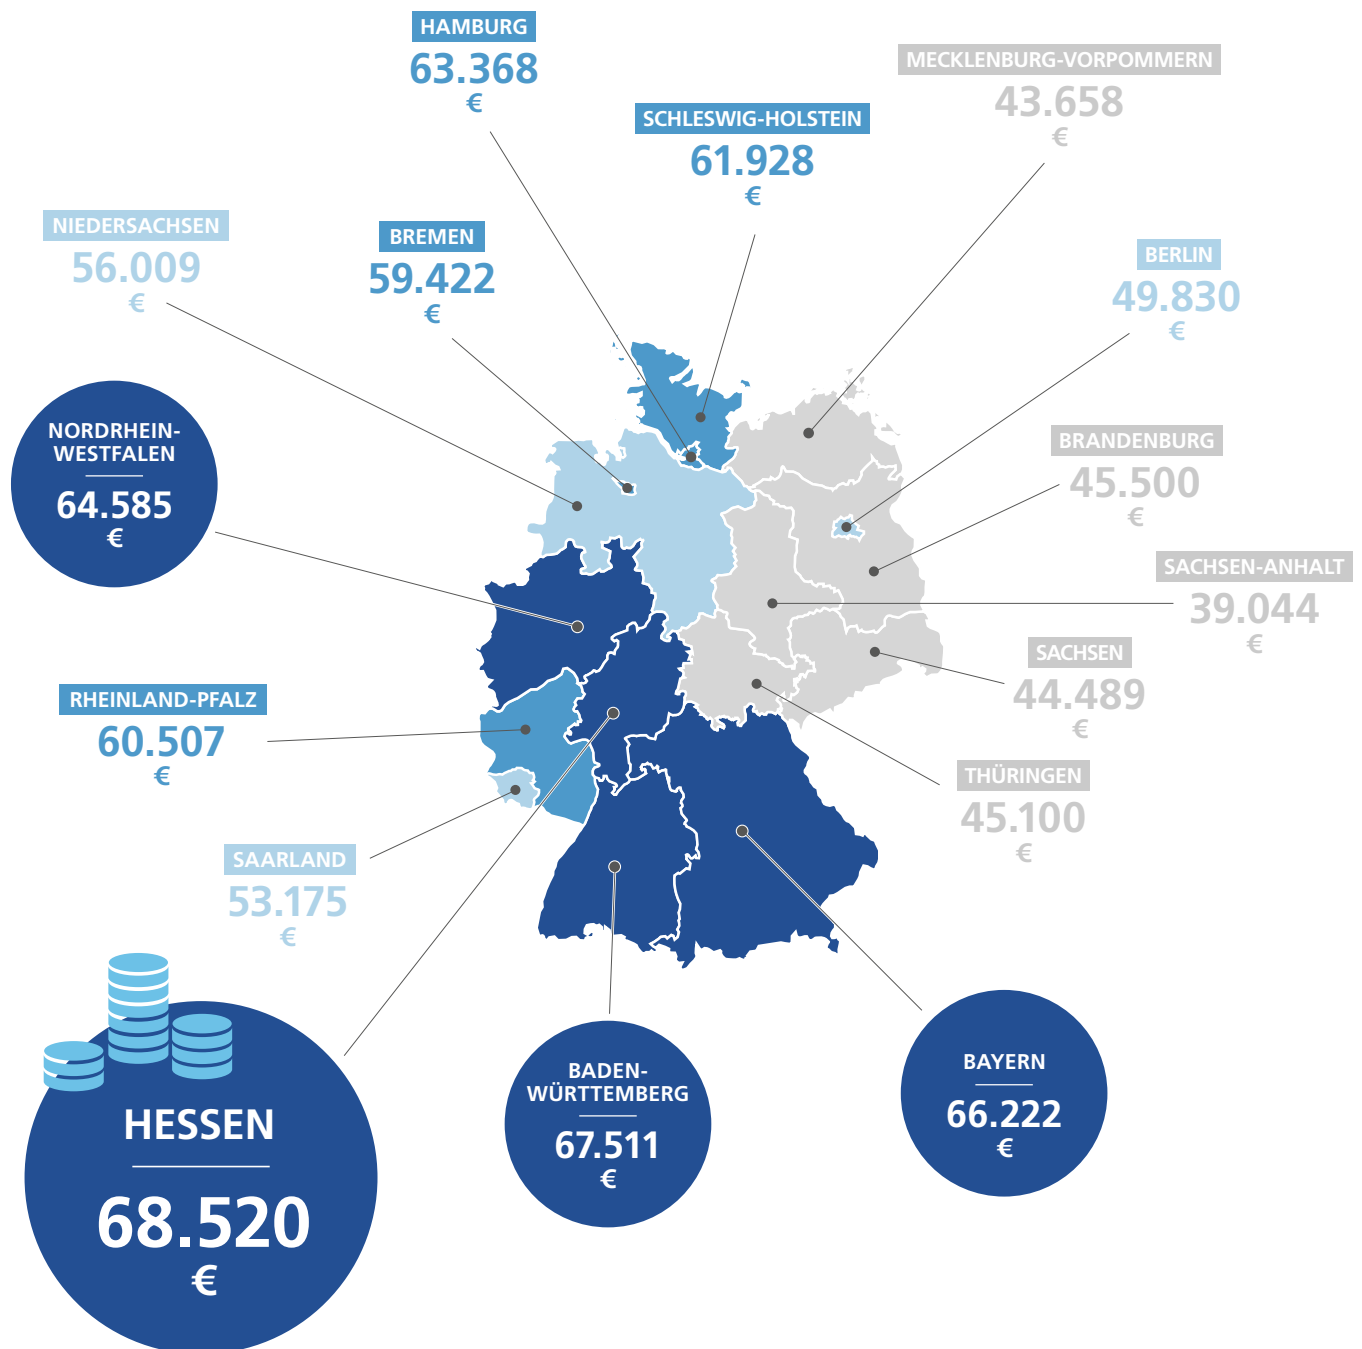 HAMBURG
63.368
€
MECKLENBURG-VORPOMMERN
43.658
€
SCHLESWIG-HOLSTEIN
61.928
€
NIEDERSACHSEN
56.009
€
BREMEN
59.422
€
BERLIN
49.830
€
NORDRHEIN-
WESTFALEN
64.585
€
BRANDENBURG
45.500
€
SACHSEN-ANHALT
39.044
€
SACHSEN
44.489
€
RHEINLAND-PFALZ
60.507
€
THÜRINGEN
45.100
€
SAARLAND
53.175
€
HESSEN
68.520
€
BADEN-
WÜRTTEMBERG
67.511
€
BAYERN
66.222
€